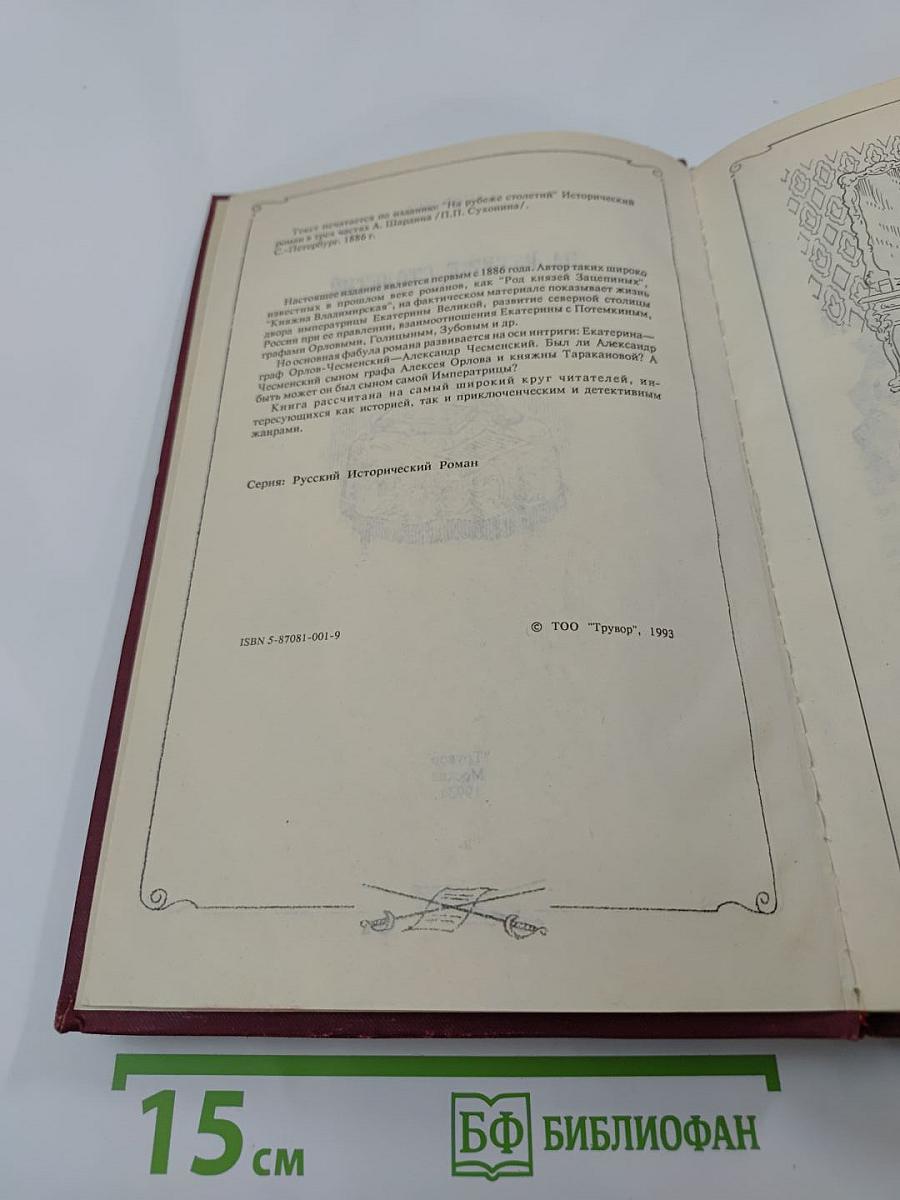 Текст печатается по изданию: "На рубеже столетий" Исторический
роман в трех частях А. Шардина /П.П. Сухонина/.
С.-Петербург. 1886 г.
Настоящее издание является первым с 1886 года. Автор таких широко
известных в прошлом веке романов, как "Род князей Зацепиных",
"Княжна Владимирская", на фактическом материале показывает жизнь
двора императрицы Екатерины Великой, развитие северной столицы
России при ее правлении, взаимоотношения Екатерины с Потемкиным,
графами Орловыми, Голицыным, Зубовым и др.
Но основная фабула романа развивается на оси интриги: Екатерина—
граф Орлов-Чесменский—Александр Чесменский. Был ли Александр
Чесменский сыном графа Алексея Орлова и княжны Таракановой? А
быть может он был сыном самой Императрицы?
Книга рассчитана на самый широкий круг читателей, ин-
тересующихся как историей, так и приключенческим и детективным
жанрами.
Серия: Русский Исторический Роман
ISBN 5-87081-001-9
© ТОО "Трувор", 1993
15 см
БФ БИБЛИОФАН